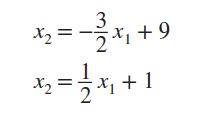 x₂ = −3/2 x₁ + 9
x₂ = 1/2 x₁ + 1